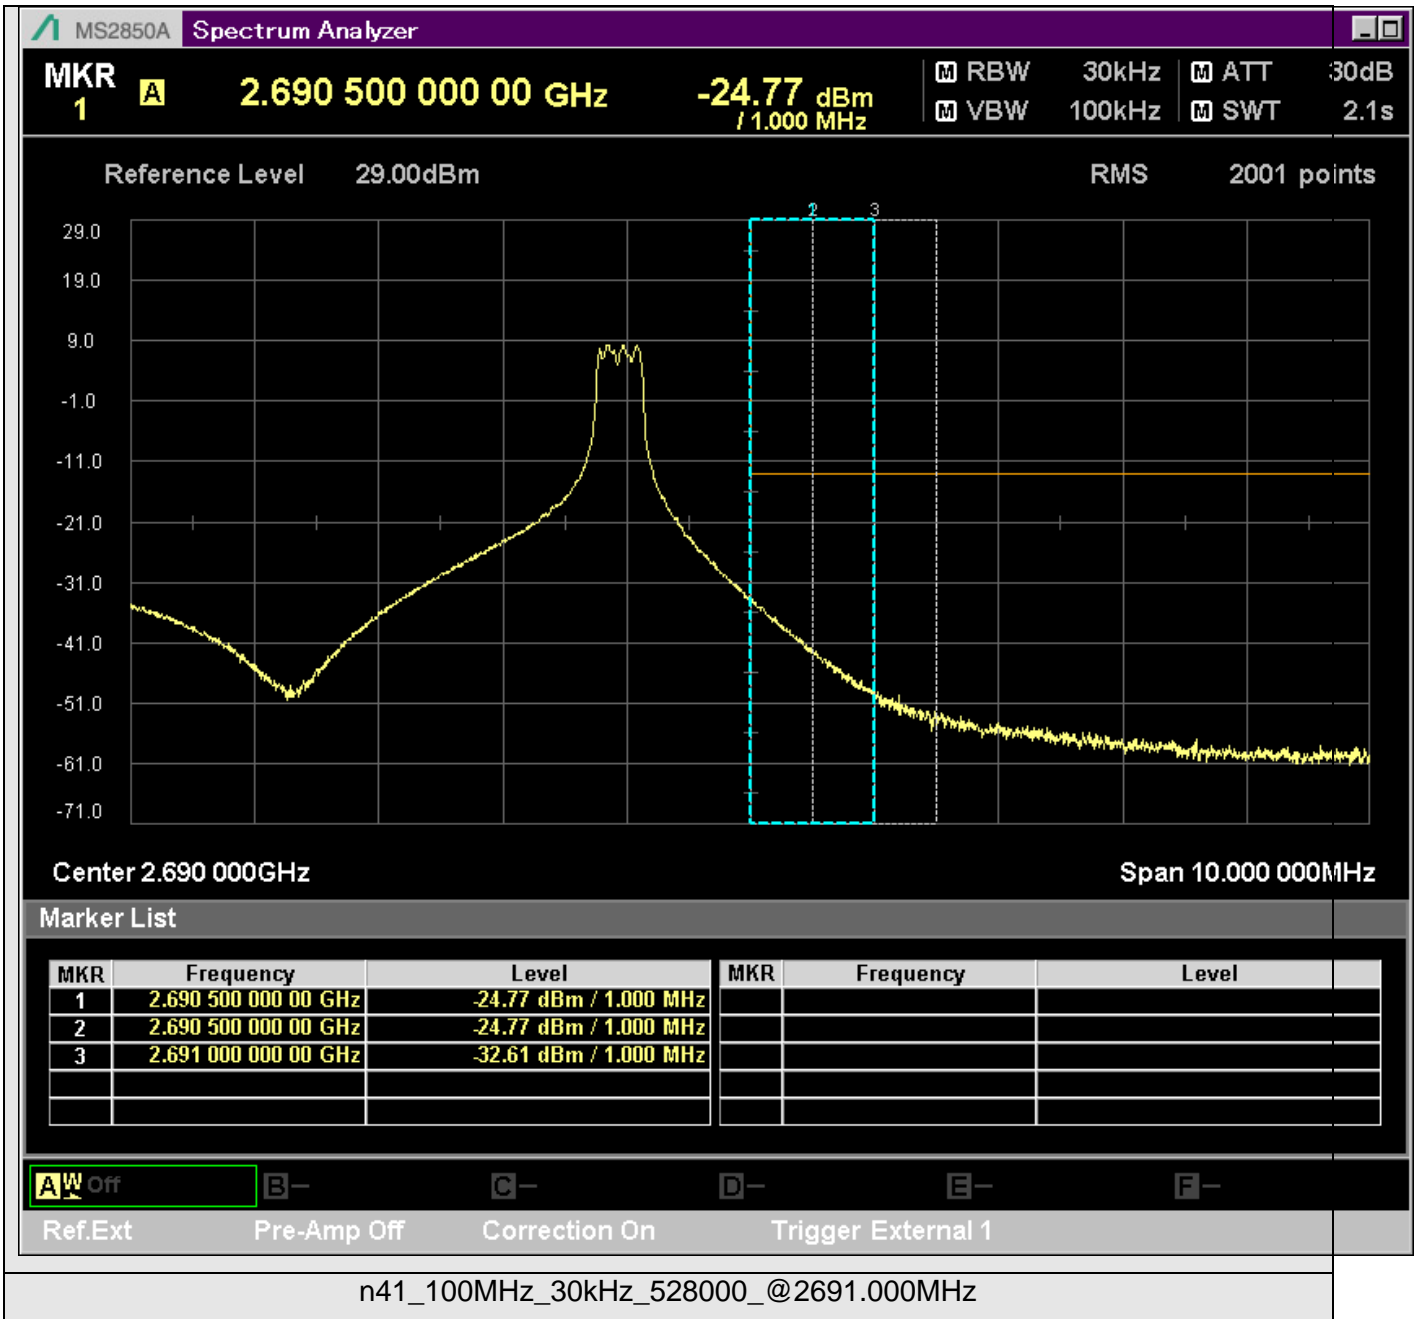 MS2850A Spectrum Analyzer
MKR 1 A 2.690 500 000 00 GHz -24.77 dBm / 1.000 MHz
M RBW 30kHz M ATT 30dB
M VBW 100kHz M SWT 2.1s
Reference Level 29.00dBm RMS 2001 points
2 3
29.0
19.0
9.0
-1.0
-11.0
-21.0
-31.0
-41.0
-51.0
-61.0
-71.0
Center 2.690 000GHz Span 10.000 000MHz
Marker List
MKR Frequency Level MKR Frequency Level
1 2.690 500 000 00 GHz -24.77 dBm / 1.000 MHz
2 2.690 500 000 00 GHz -24.77 dBm / 1.000 MHz
3 2.691 000 000 00 GHz -32.61 dBm / 1.000 MHz
A W Off B - C - D - E - F -
Ref.Ext Pre-Amp Off Correction On Trigger External 1
n41_100MHz_30kHz_528000_@2691.000MHz